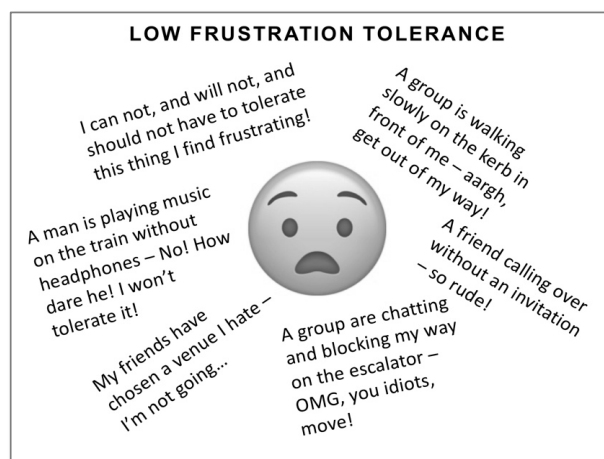 LOW FRUSTRATION TOLERANCE
I can not, and will not, and
should not have to tolerate
this thing I find frustrating!
A group is walking
slowly on the kerb in
front of me – aargh,
get out of my way!
A man is playing music
on the train without
headphones – No! How
dare he! I won't
tolerate it!
A friend calling over
without an invitation
– so rude!
My friends have
chosen a venue I hate –
I'm not going...
A group are chatting
and blocking my way
on the escalator –
OMG, you idiots,
move!